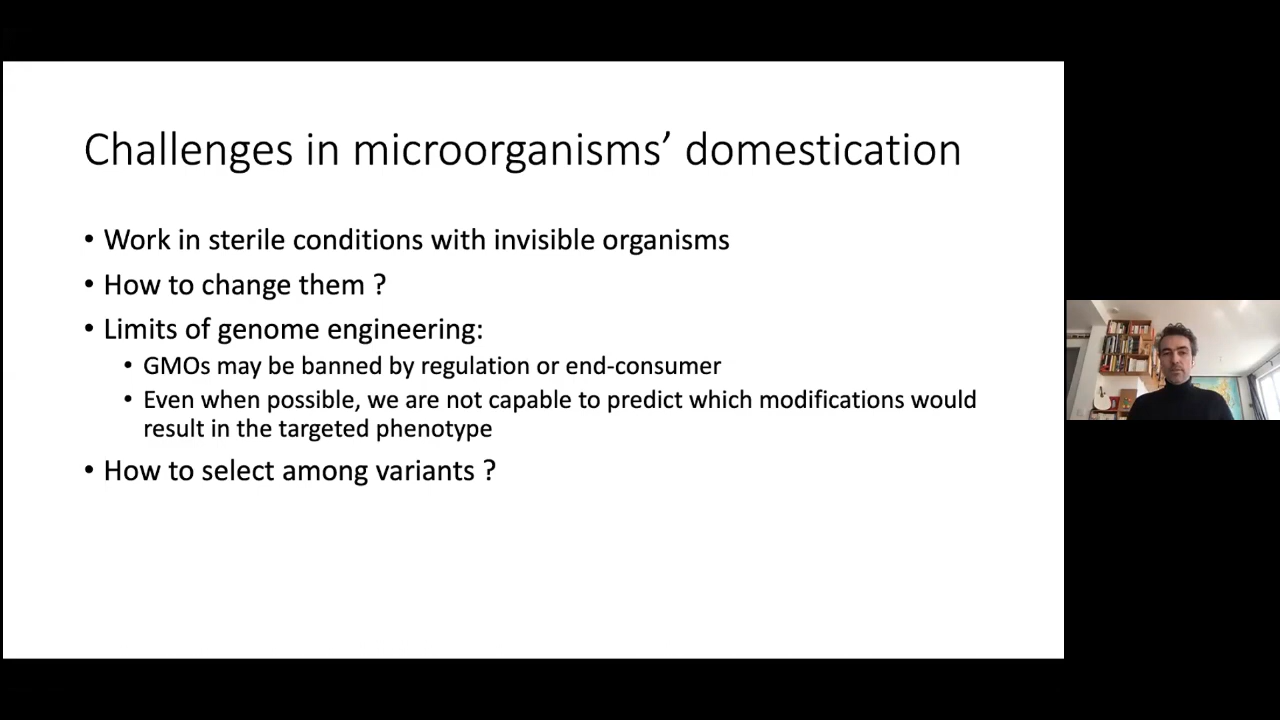 Challenges in microorganisms’ domestication
• Work in sterile conditions with invisible organisms
• How to change them ?
• Limits of genome engineering:
• GMOs may be banned by regulation or end-consumer
• Even when possible, we are not capable to predict which modifications would
result in the targeted phenotype
• How to select among variants ?